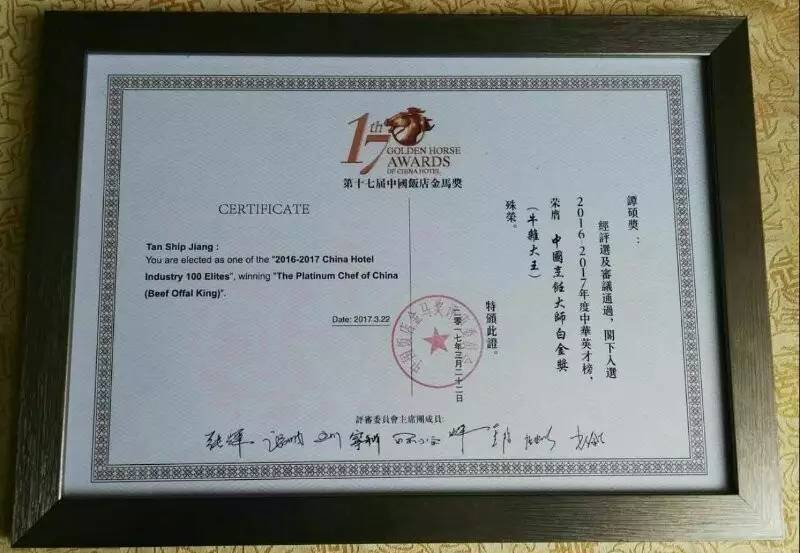 17th
GOLDEN HORSE
AWARDS
OF CHINA HOTEL
第十七届中國飯店金馬獎
CERTIFICATE
Tan Ship Jiang :
You are elected as one of the "2016-2017 China Hotel
Industry 100 Elites", winning "The Platinum Chef of China
(Beef Offal King)".
Date: 2017.3.22
譚碩獎：
經評選及審議通過，閣下入選
2016-2017年度中華英才榜，
荣膺 中國烹飪大師白金獎
（牛雜大王）
殊荣。
特頒此證。
二零一七年三月二十二日
評審委員會主席團成員: